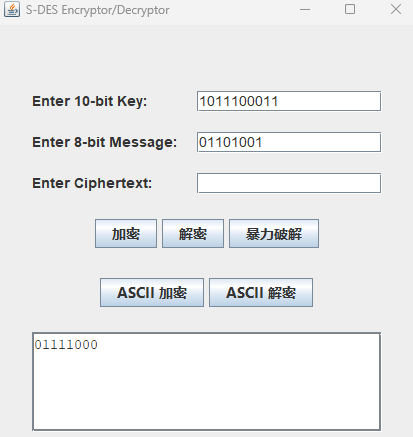 S-DES Encryptor/Decryptor
Enter 10-bit Key: 1011100011
Enter 8-bit Message: 01101001
Enter Ciphertext:
加密 解密 暴力破解
ASCII 加密 ASCII 解密
01111000